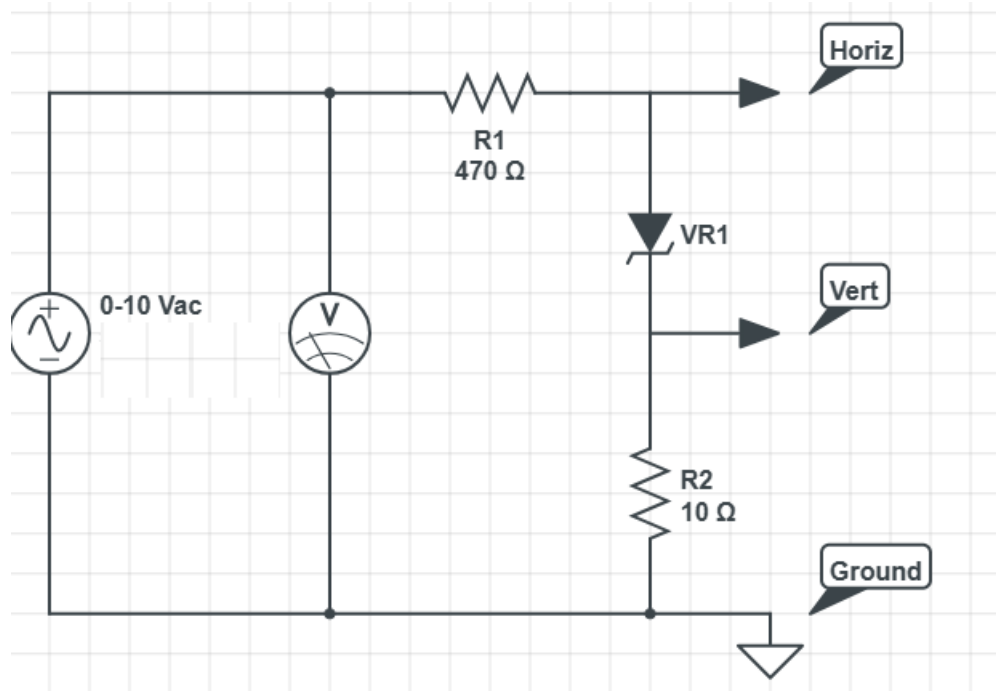 Horiz
R1
470 Ω
VR1
0-10 Vac
V
Vert
R2
10 Ω
Ground